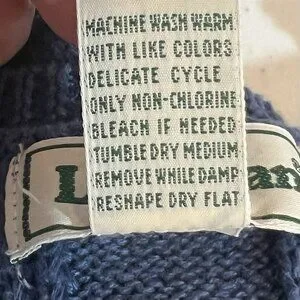 MACHINE WASH WARM
WITH LIKE COLORS
DELICATE CYCLE
ONLY NON-CHLORINE
BLEACH IF NEEDED
TUMBLE DRY MEDIUM
REMOVE WHILE DAMP
RESHAPE DRY FLAT